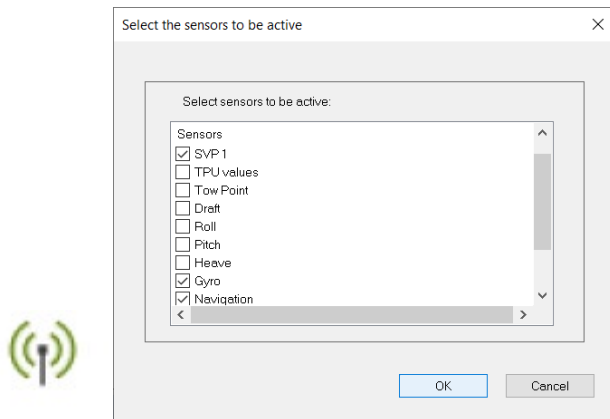 Select the sensors to be active
Select sensors to be active:
Sensors
SVP 1
TPU values
Tow Point
Draft
Roll
Pitch
Heave
Gyro
Navigation
OK
Cancel